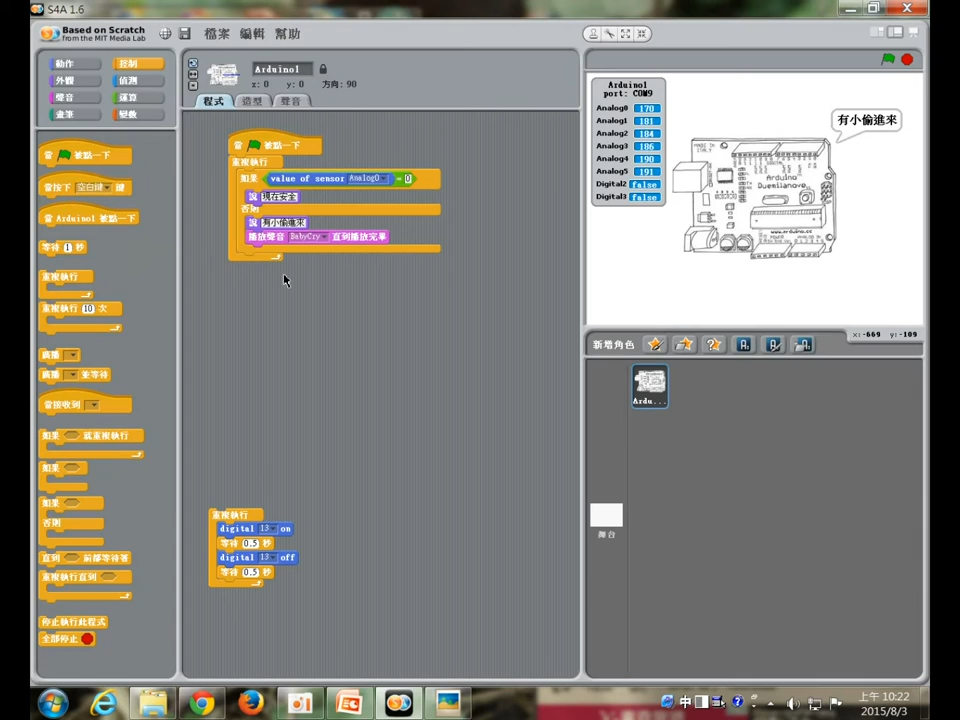 S4A 1.6
Based on Scratch
from the MIT Media Lab
檔案 編輯 幫助
動作 控制
外觀 偵測
聲音 運算
畫筆 變數
當 被點一下
當按下 空白鍵 鍵
當 Arduino1 被點一下
等待 1 秒
重複執行
重複執行 10 次
廣播
廣播 並等待
當接收到
如果 就重複執行
如果
如果
否則
直到 前都等待著
重複執行直到
停止執行此程式
全部停止
Arduino1
x: 0 y: 0 方向: 90
程式 造型 聲音
當 被點一下
重複執行
如果 value of sensor Analog0 = 0
說 現在安全
否則
說 有小偷進來
播放聲音 BabyCry 直到播放完畢
重複執行
digital 13 on
等待 0.5 秒
digital 13 off
等待 0.5 秒
Arduino1
port: COM9
Analog0 170
Analog1 181
Analog2 184
Analog3 186
Analog4 190
Analog5 191
Digital2 false
Digital3 false
有小偷進來
Arduino
Duemilanove
www.arduino.cc
x:-669 y:-109
新增角色
Ardu...
舞台
中
上午 10:22
2015/8/3